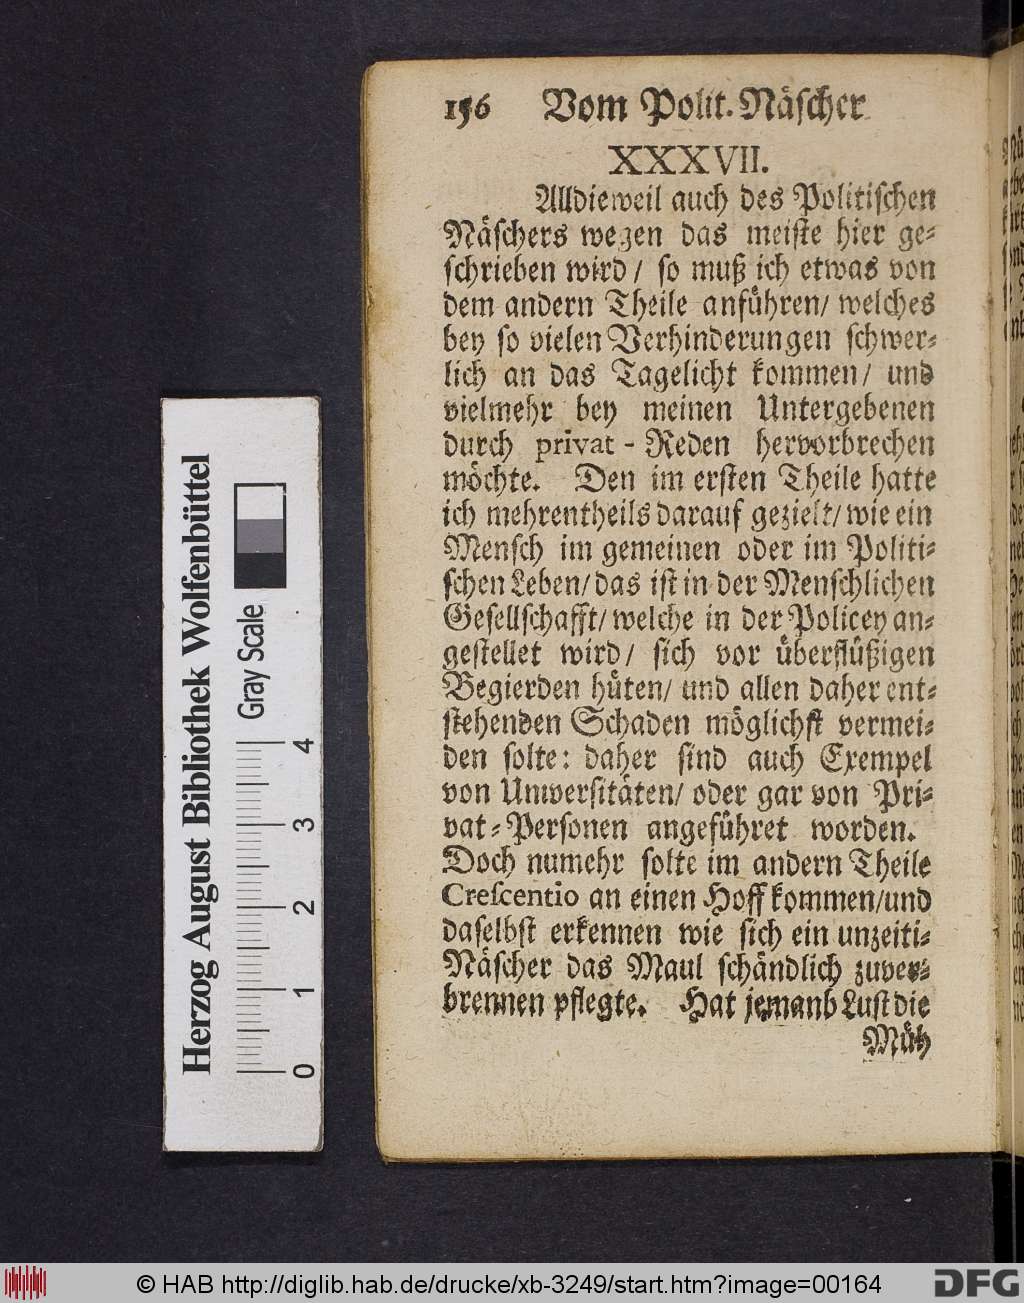 156 Vom Polit. Näſcher
XXXVII.
Alldieweil auch des Politiſchen
Näſchers wegen das meiſte hier ge⸗
ſchrieben wird / ſo muß ich etwas von
dem andern Theile anführen/ welches
bey ſo vielen Verhinderungen ſchwer⸗
lich an das Tagelicht kommen/ und
vielmehr bey meinen Untergebenen
durch privat - Reden hervorbrechen
möchte. Den im erſten Theile hatte
ich mehrentheils darauf gezielt/ wie ein
Menſch im gemeinen oder im Politi⸗
ſchen Leben/ das iſt in der Menſchlichen
Geſellſchafft/ welche in der Policey an⸗
geſtellet wird/ ſich vor überflüßigen
Begierden hüten/ und allen daher ent⸗
ſtehenden Schaden möglichſt vermei⸗
den ſolte: daher ſind auch Exempel
von Univerſitäten/ oder gar von Pri⸗
vat⸗Perſonen angeführet worden.
Doch numehr ſolte im andern Theile
Creſcentio an einen Hoff kommen/und
daſelbſt erkennen wie ſich ein unzeiti⸗
Näſcher das Maul ſchändlich zuver⸗
brennen pflegte. Hat jemanb Luſt die
Müh
Herzog August Bibliothek Wolfenbüttel
Gray Scale
0 1 2 3 4
© HAB http://diglib.hab.de/drucke/xb-3249/start.htm?image=00164
DFG